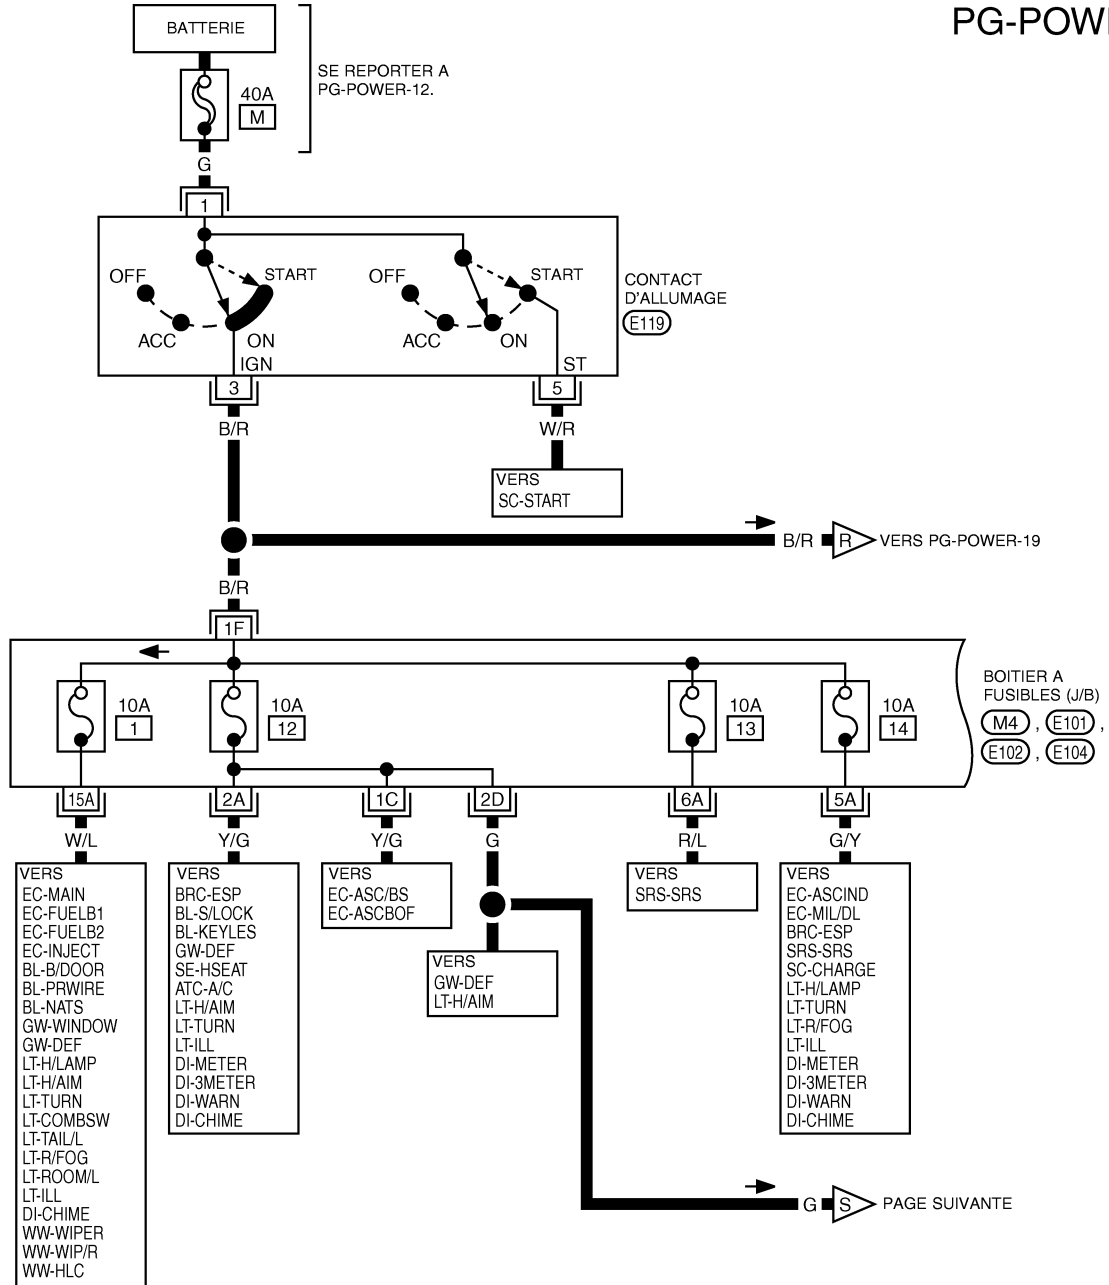 PG-POW
BATTERIE
SE REPORTER A
PG-POWER-12.
40A
M
G
1
OFF
START
ACC
ON
IGN
OFF
START
ACC
ON
ST
CONTACT
D'ALLUMAGE
E119
3
5
B/R
W/R
VERS
SC-START
B/R
R
VERS PG-POWER-19
B/R
1F
BOITIER A
FUSIBLES (J/B)
M4 , E101 ,
E102 , E104
10A
1
10A
12
10A
13
10A
14
15A
2A
1C
2D
6A
5A
W/L
Y/G
Y/G
G
R/L
G/Y
VERS
EC-MAIN
EC-FUELB1
EC-FUELB2
EC-INJECT
BL-B/DOOR
BL-PRWIRE
BL-NATS
GW-WINDOW
GW-DEF
LT-H/LAMP
LT-H/AIM
LT-TURN
LT-COMBSW
LT-TAIL/L
LT-R/FOG
LT-ROOM/L
LT-ILL
DI-CHIME
WW-WIPER
WW-WIP/R
WW-HLC
VERS
BRC-ESP
BL-S/LOCK
BL-KEYLES
GW-DEF
SE-HSEAT
ATC-A/C
LT-H/AIM
LT-TURN
LT-ILL
DI-METER
DI-3METER
DI-WARN
DI-CHIME
VERS
EC-ASC/BS
EC-ASCBOF
VERS
GW-DEF
LT-H/AIM
VERS
SRS-SRS
VERS
EC-ASCIND
EC-MIL/DL
BRC-ESP
SRS-SRS
SC-CHARGE
LT-H/LAMP
LT-TURN
LT-R/FOG
LT-ILL
DI-METER
DI-3METER
DI-WARN
DI-CHIME
G
S
PAGE SUIVANTE